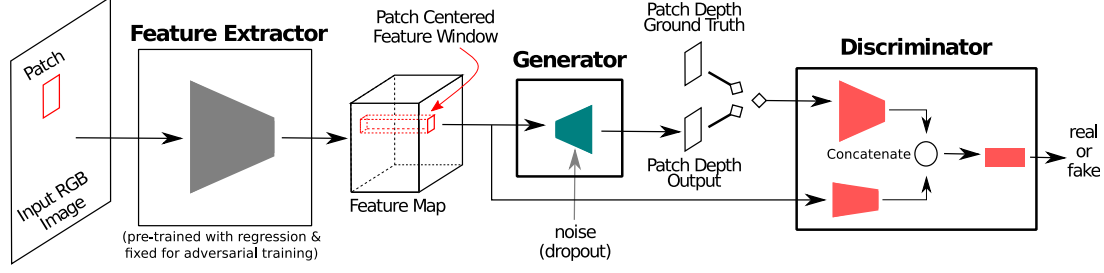 Patch
Input RGB
Image
Feature Extractor
(pre-trained with regression &
fixed for adversarial training)
Patch Centered
Feature Window
Feature Map
Generator
noise
(dropout)
Patch Depth
Ground Truth
Patch Depth
Output
Discriminator
Concatenate
real
or
fake